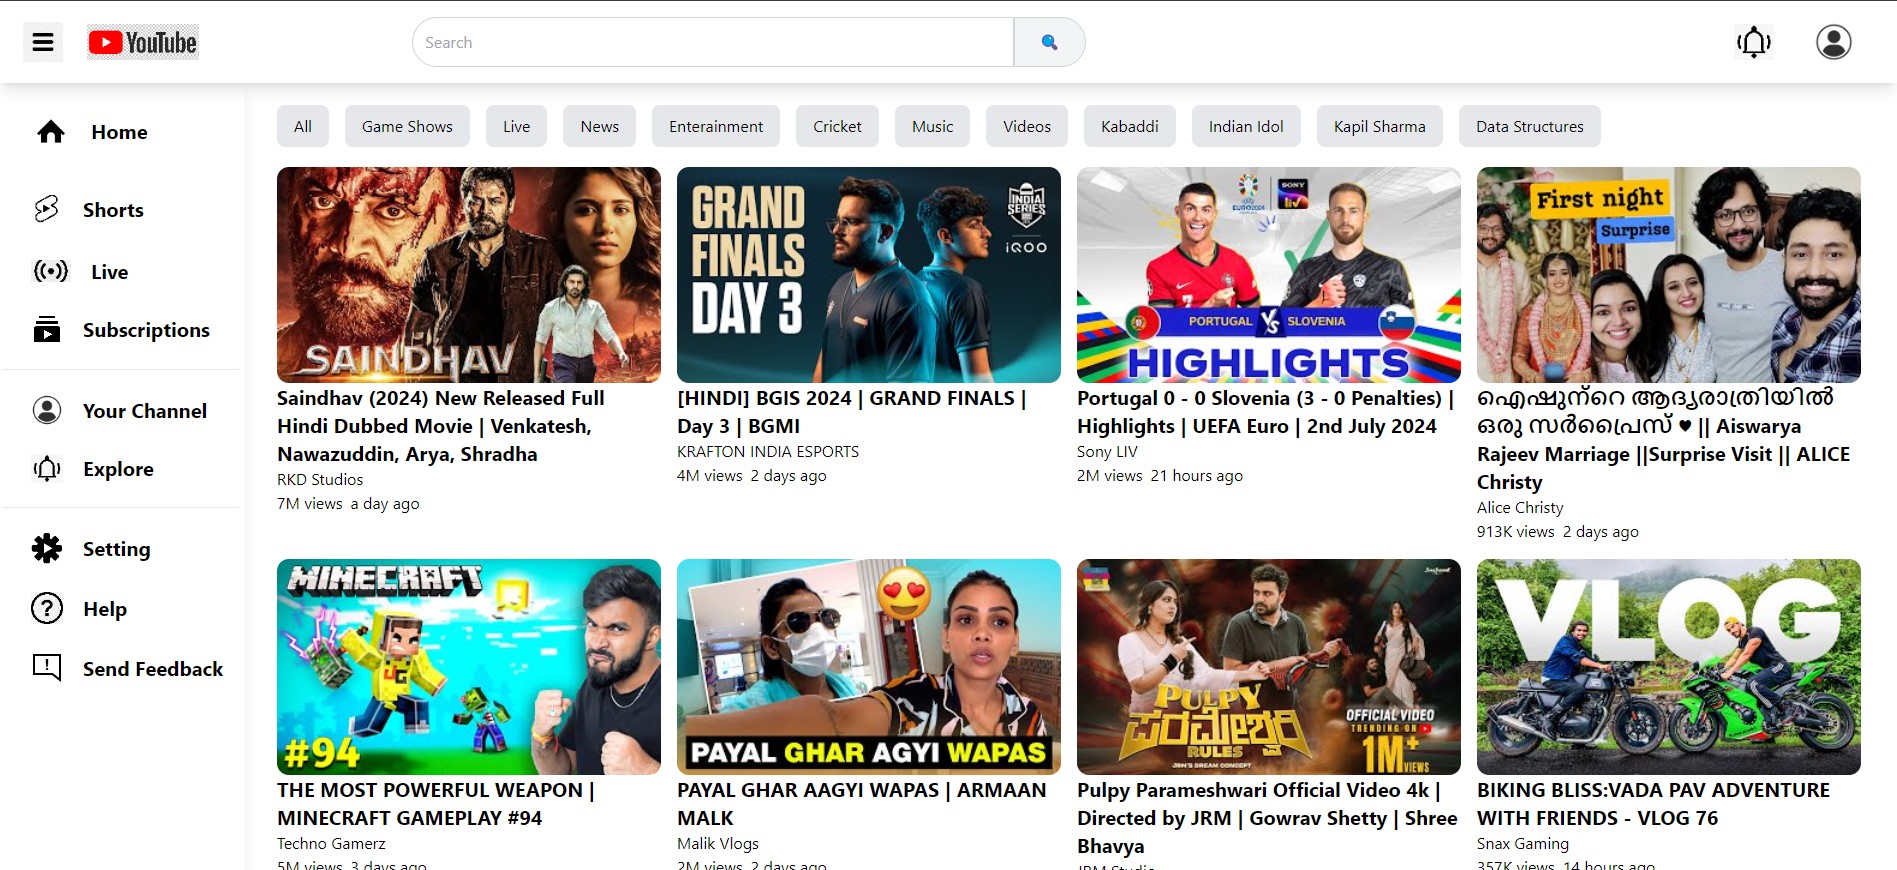 YouTube
Search
Home
Shorts
Live
Subscriptions
Your Channel
Explore
Setting
Help
Send Feedback
All
Game Shows
Live
News
Enterainment
Cricket
Music
Videos
Kabaddi
Indian Idol
Kapil Sharma
Data Structures
SAINDHAV
Saindhav (2024) New Released Full
Hindi Dubbed Movie | Venkatesh,
Nawazuddin, Arya, Shradha
RKD Studios
7M views a day ago
GRAND
FINALS
DAY 3
INDIA
SERIES
iQOO
[HINDI] BGIS 2024 | GRAND FINALS |
Day 3 | BGMI
KRAFTON INDIA ESPORTS
4M views 2 days ago
EURO2024
SONY
liv
PORTUGAL VS SLOVENIA
HIGHLIGHTS
Portugal 0 - 0 Slovenia (3 - 0 Penalties) |
Highlights | UEFA Euro | 2nd July 2024
Sony LIV
2M views 21 hours ago
First night
Surprise
ഐഷുന്റെ ആദ്യരാത്രിയിൽ
ഒരു സർപ്രൈസ് ♥ || Aiswarya
Rajeev Marriage ||Surprise Visit || ALICE
Christy
Alice Christy
913K views 2 days ago
MINECRAFT
#94
THE MOST POWERFUL WEAPON |
MINECRAFT GAMEPLAY #94
Techno Gamerz
5M views 3 days ago
PAYAL GHAR AGYI WAPAS
PAYAL GHAR AAGYI WAPAS | ARMAAN
MALK
Malik Vlogs
2M views 2 days ago
PULPY
ಪರಮೇಶ್ವರಿ
RULES
JRM'S DREAM CONCEPT
OFFICIAL VIDEO
TRENDING ON
1M+
VIEWS
Pulpy Parameshwari Official Video 4k |
Directed by JRM | Gowrav Shetty | Shree
Bhavya
JRM Studio
VLOG
BIKING BLISS:VADA PAV ADVENTURE
WITH FRIENDS - VLOG 76
Snax Gaming
357K views 14 hours ago